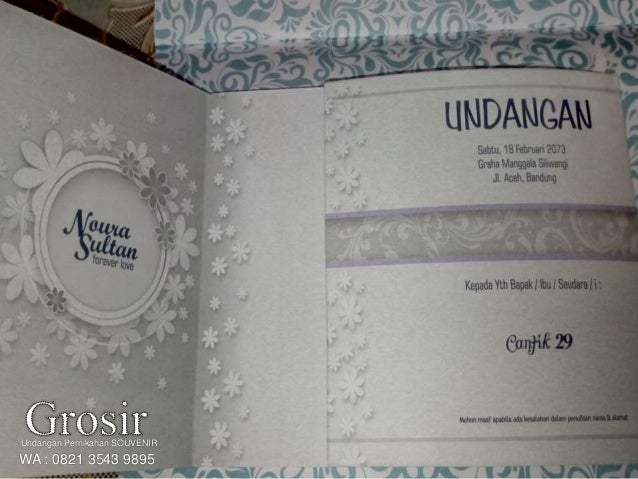 Noura
Sultan
forever love
UNDANGAN
Sabtu, 18 Februari 2073
Graha Manggala Siliwangi
Jl. Aceh, Bandung
Kepada Yth Bapak / Ibu / Saudara / i :
Cantik 29
Mohon maaf apabila ada kesalahan dalam penulisan nama & alamat
Grosir
Undangan Pernikahan SOUVENIR
WA : 0821 3543 9895